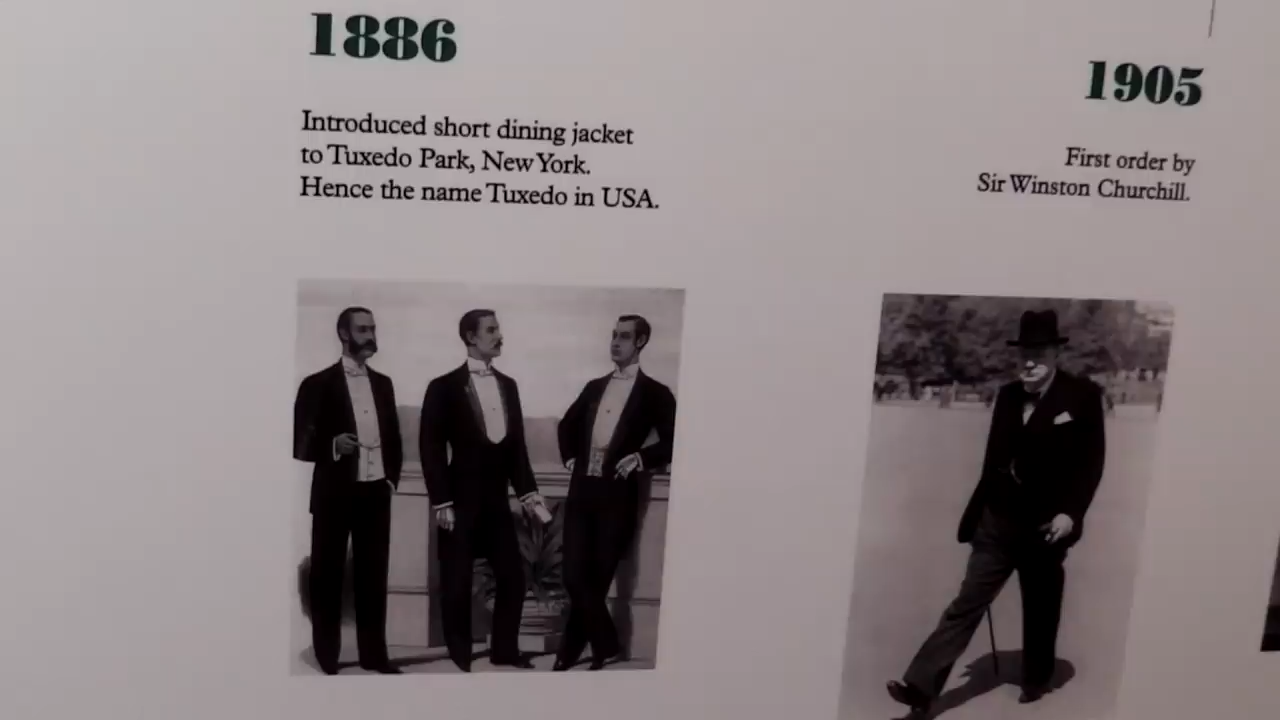 1886
Introduced short dining jacket
to Tuxedo Park, New York.
Hence the name Tuxedo in USA.
1905
First order by
Sir Winston Churchill.